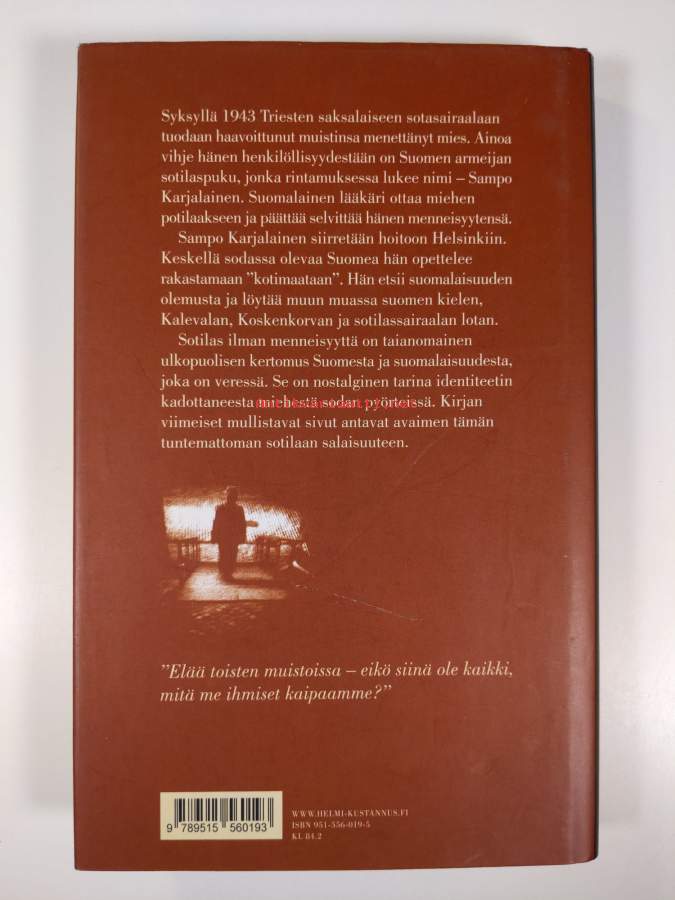 Syksyllä 1943 Triesten saksalaiseen sotasairaalaan
tuodaan haavoittunut muistinsa menettänyt mies. Ainoa
vihje hänen henkilöllisyydestään on Suomen armeijan
sotilaspuku, jonka rintamuksessa lukee nimi – Sampo
Karjalainen. Suomalainen lääkäri ottaa miehen
potilaakseen ja päättää selvittää hänen menneisyytensä.
Sampo Karjalainen siirretään hoitoon Helsinkiin.
Keskellä sodassa olevaa Suomea hän opettelee
rakastamaan "kotimaataan". Hän etsii suomalaisuuden
olemusta ja löytää muun muassa suomen kielen,
Kalevalan, Koskenkorvan ja sotilassairaalan lotan.
Sotilas ilman menneisyyttä on taianomainen
ulkopuolisen kertomus Suomesta ja suomalaisuudesta,
joka on veressä. Se on nostalginen tarina identiteetin
kadottaneesta miehestä sodan pyörteissä. Kirjan
viimeiset mullistavat sivut antavat avaimen tämän
tuntemattoman sotilaan salaisuuteen.
"Elää toisten muistoissa – eikö siinä ole kaikki,
mitä me ihmiset kaipaamme?"
9 789515 560193
WWW.HELMI-KUSTANNUS.FI
ISBN 951-556-019-5
KL 84.2